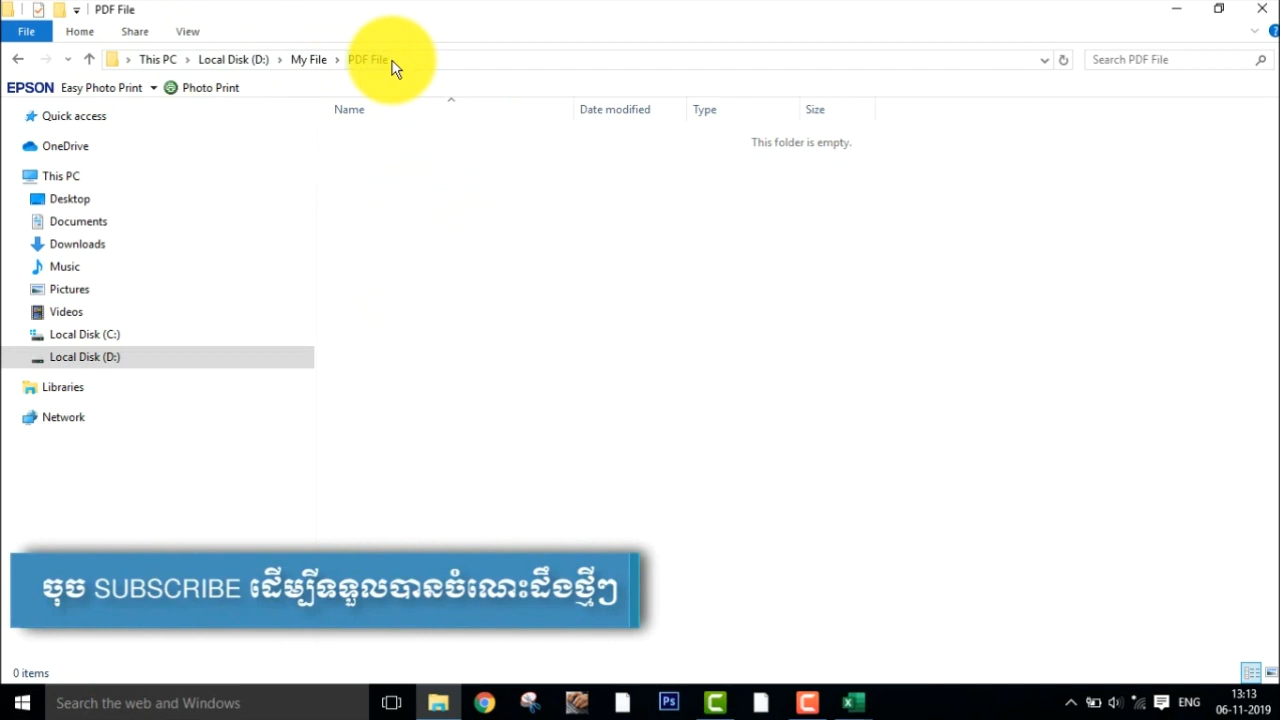 PDF File
File Home Share View
This PC Local Disk (D:) My File PDF File Search PDF File
EPSON Easy Photo Print Photo Print
Name Date modified Type Size
This folder is empty.
Quick access
OneDrive
This PC
Desktop
Documents
Downloads
Music
Pictures
Videos
Local Disk (C:)
Local Disk (D:)
Libraries
Network
ចុច SUBSCRIBE ដើម្បីទទួលបានចំណេះដឹងថ្មីៗ
0 items
Search the web and Windows
Ps
ENG
13:13
06-11-2019